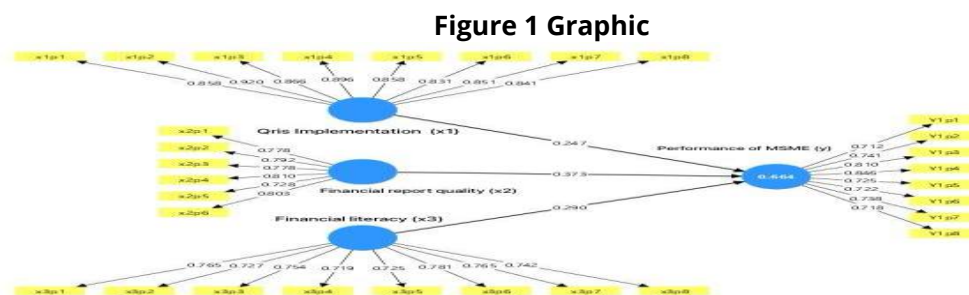 Figure 1 Graphic
x1p1 x1p2 x1p3 x1p4 x1p5 x1p6 x1p7 x1p8
0.858 0.920 0.866 0.896 0.858 0.831 0.851 0.841
Qris Implementation (x1)
0.247
x2p1
x2p2
x2p3
x2p4
x2p5
x2p6
0.778
0.792
0.778
0.810
0.728
0.803
Financial report quality (x2)
0.373
Performance of MSME (y)
0.664
Y1p1
Y1p2
Y1p3
Y1p4
Y1p5
Y1p6
Y1p7
Y1p8
0.712
0.741
0.810
0.846
0.725
0.722
0.738
0.718
Financial literacy (x3)
0.290
0.765 0.727 0.754 0.719 0.725 0.781 0.765 0.742
x3p1 x3p2 x3p3 x3p4 x3p5 x3p6 x3p7 x3p8